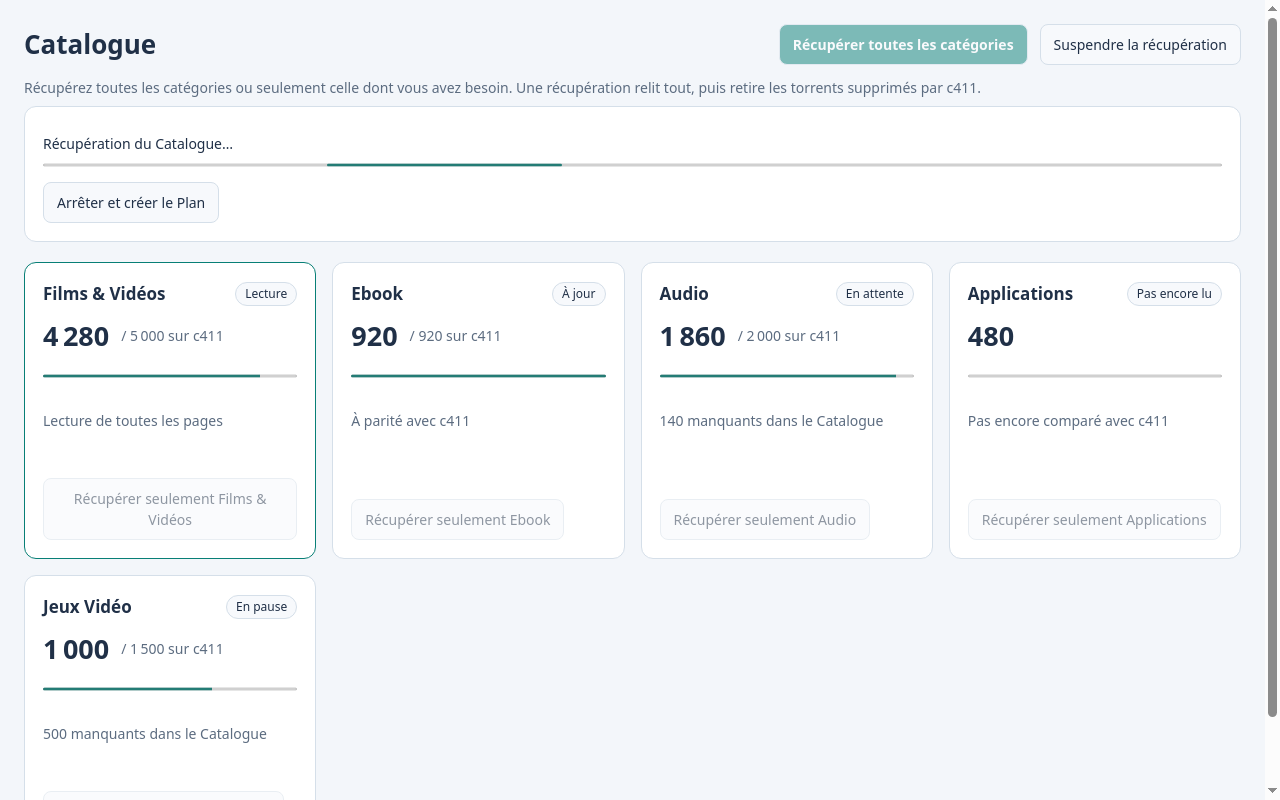 Catalogue
Récupérer toutes les catégories
Suspendre la récupération
Récupérez toutes les catégories ou seulement celle dont vous avez besoin. Une récupération relit tout, puis retire les torrents supprimés par c411.
Récupération du Catalogue…
Arrêter et créer le Plan
Films & Vidéos
Lecture
4 280 / 5 000 sur c411
Lecture de toutes les pages
Récupérer seulement Films &
Vidéos
Ebook
À jour
920 / 920 sur c411
À parité avec c411
Récupérer seulement Ebook
Audio
En attente
1 860 / 2 000 sur c411
140 manquants dans le Catalogue
Récupérer seulement Audio
Applications
Pas encore lu
480
Pas encore comparé avec c411
Récupérer seulement Applications
Jeux Vidéo
En pause
1 000 / 1 500 sur c411
500 manquants dans le Catalogue